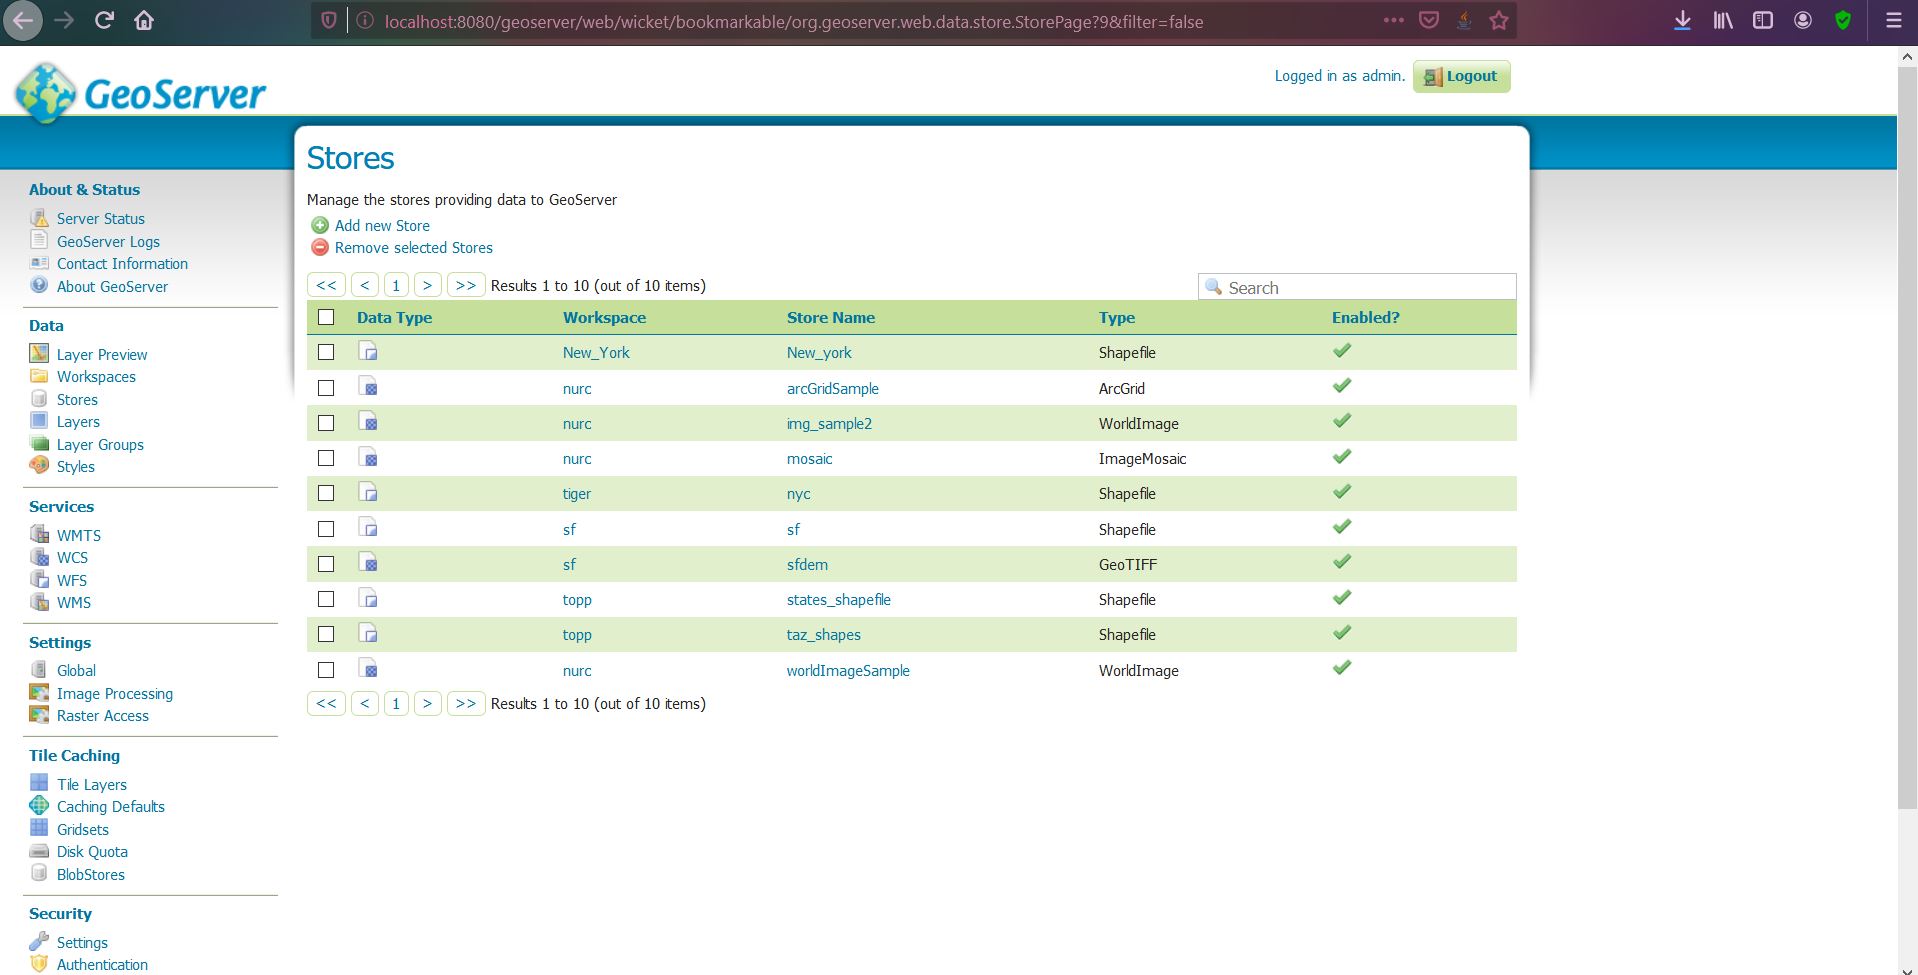 localhost:8080/geoserver/web/wicket/bookmarkable/org.geoserver.web.data.store.StorePage?9&filter=false
GeoServer
Logged in as admin. Logout
Stores
Manage the stores providing data to GeoServer
Add new Store
Remove selected Stores
<< < 1 > >> Results 1 to 10 (out of 10 items) Search
Data Type Workspace Store Name Type Enabled?
New_York New_york Shapefile
nurc arcGridSample ArcGrid
nurc img_sample2 WorldImage
nurc mosaic ImageMosaic
tiger nyc Shapefile
sf sf Shapefile
sf sfdem GeoTIFF
topp states_shapefile Shapefile
topp taz_shapes Shapefile
nurc worldImageSample WorldImage
<< < 1 > >> Results 1 to 10 (out of 10 items)
About & Status
Server Status
GeoServer Logs
Contact Information
About GeoServer
Data
Layer Preview
Workspaces
Stores
Layers
Layer Groups
Styles
Services
WMTS
WCS
WFS
WMS
Settings
Global
Image Processing
Raster Access
Tile Caching
Tile Layers
Caching Defaults
Gridsets
Disk Quota
BlobStores
Security
Settings
Authentication